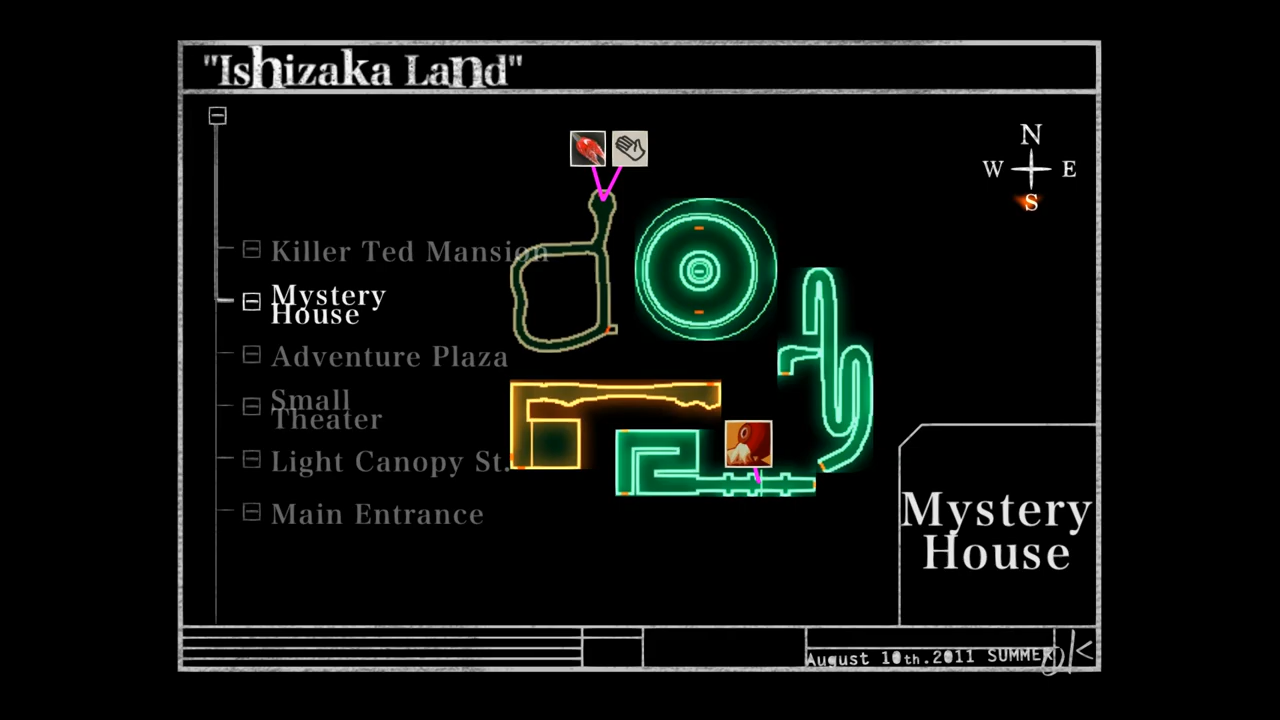 "Ishizaka Land"
N
W E
S
Killer Ted Mansion
Mystery
House
Adventure Plaza
Small
Theater
Light Canopy St.
Main Entrance
Mystery
House
August 10th.2011 SUMMER
OK